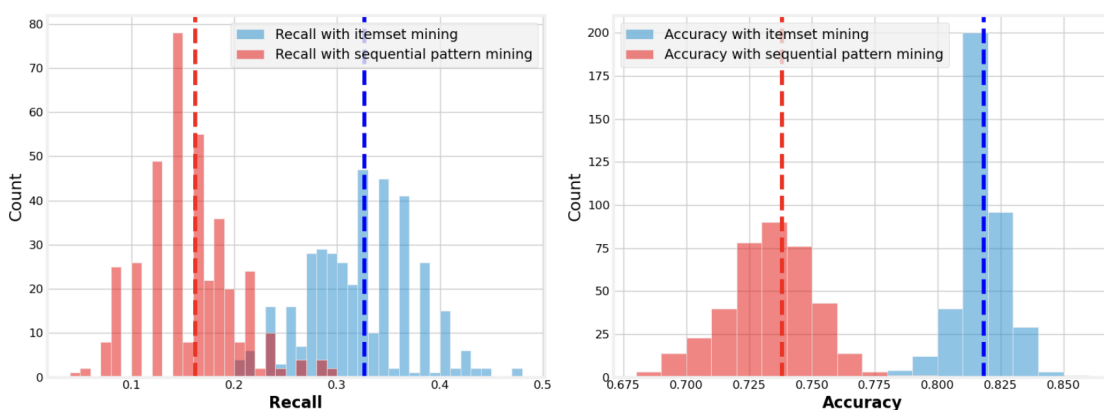 80
70
60
50
40
30
20
10
0
Count
Recall with itemset mining
Recall with sequential pattern mining
0.1 0.2 0.3 0.4 0.5
Recall
200
175
150
125
100
75
50
25
0
Count
Accuracy with itemset mining
Accuracy with sequential pattern mining
0.675 0.700 0.725 0.750 0.775 0.800 0.825 0.850
Accuracy